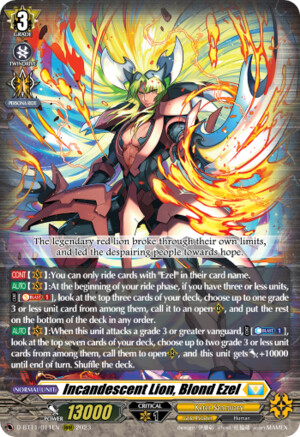 3
GRADE
TWIN DRIVE
PERSONA RIDE
The legendary red lion broke through their own limits,
and led the despairing people towards hope.
CONT :You can only ride cards with "Ezel" in their card name.
AUTO :At the beginning of your ride phase, if you have three or less units,
, look at the top three cards of your deck, choose up to one grade
3 or less unit card from among them, call it to an open , and put the rest
on the bottom of the deck in any order.
AUTO :When this unit attacks a grade 3 or greater vanguard,
look at the top seven cards of your deck, choose up to two grade 3 or less unit
cards from among them, call them to open , and this unit gets +10000
until end of turn. Shuffle the deck.
NORMAL UNIT Incandescent Lion, Blond Ezel
POWER 13000 CRITICAL 1
Human